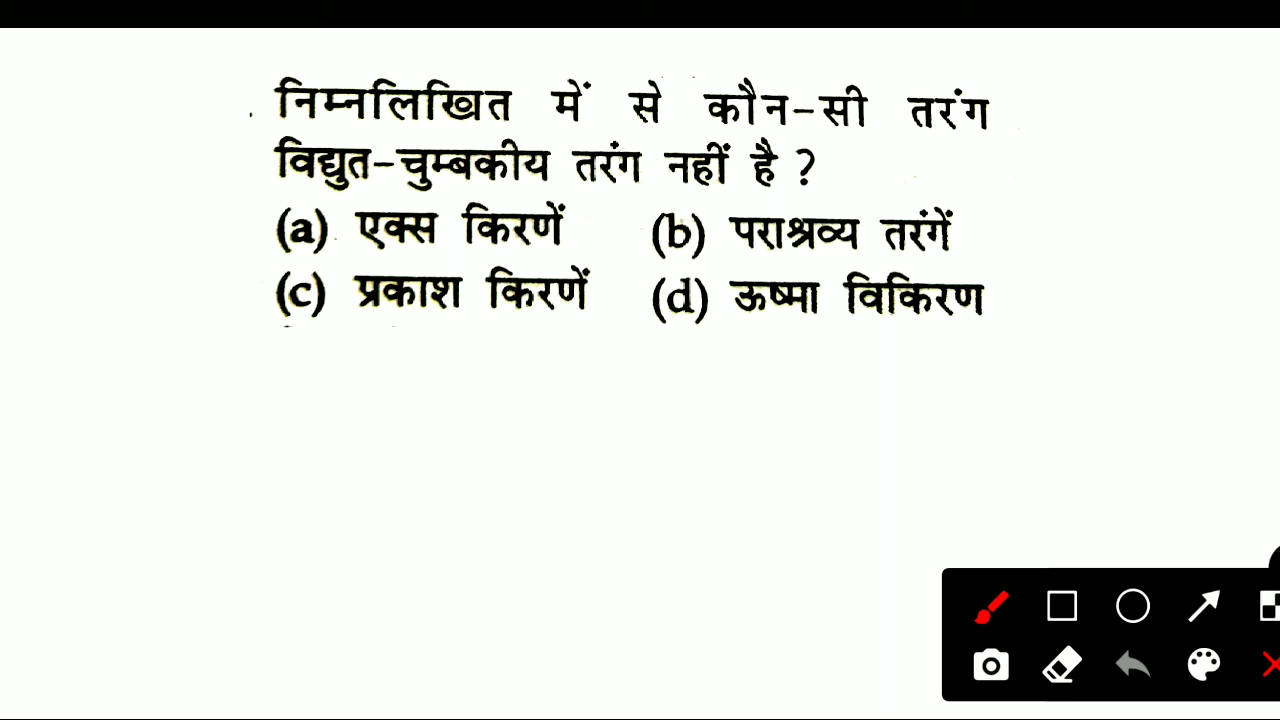 निम्नलिखित में से कौन-सी तरंग
विद्युत-चुम्बकीय तरंग नहीं है ?
(a) एक्स किरणें (b) पराश्रव्य तरंगें
(c) प्रकाश किरणें (d) ऊष्मा विकिरण